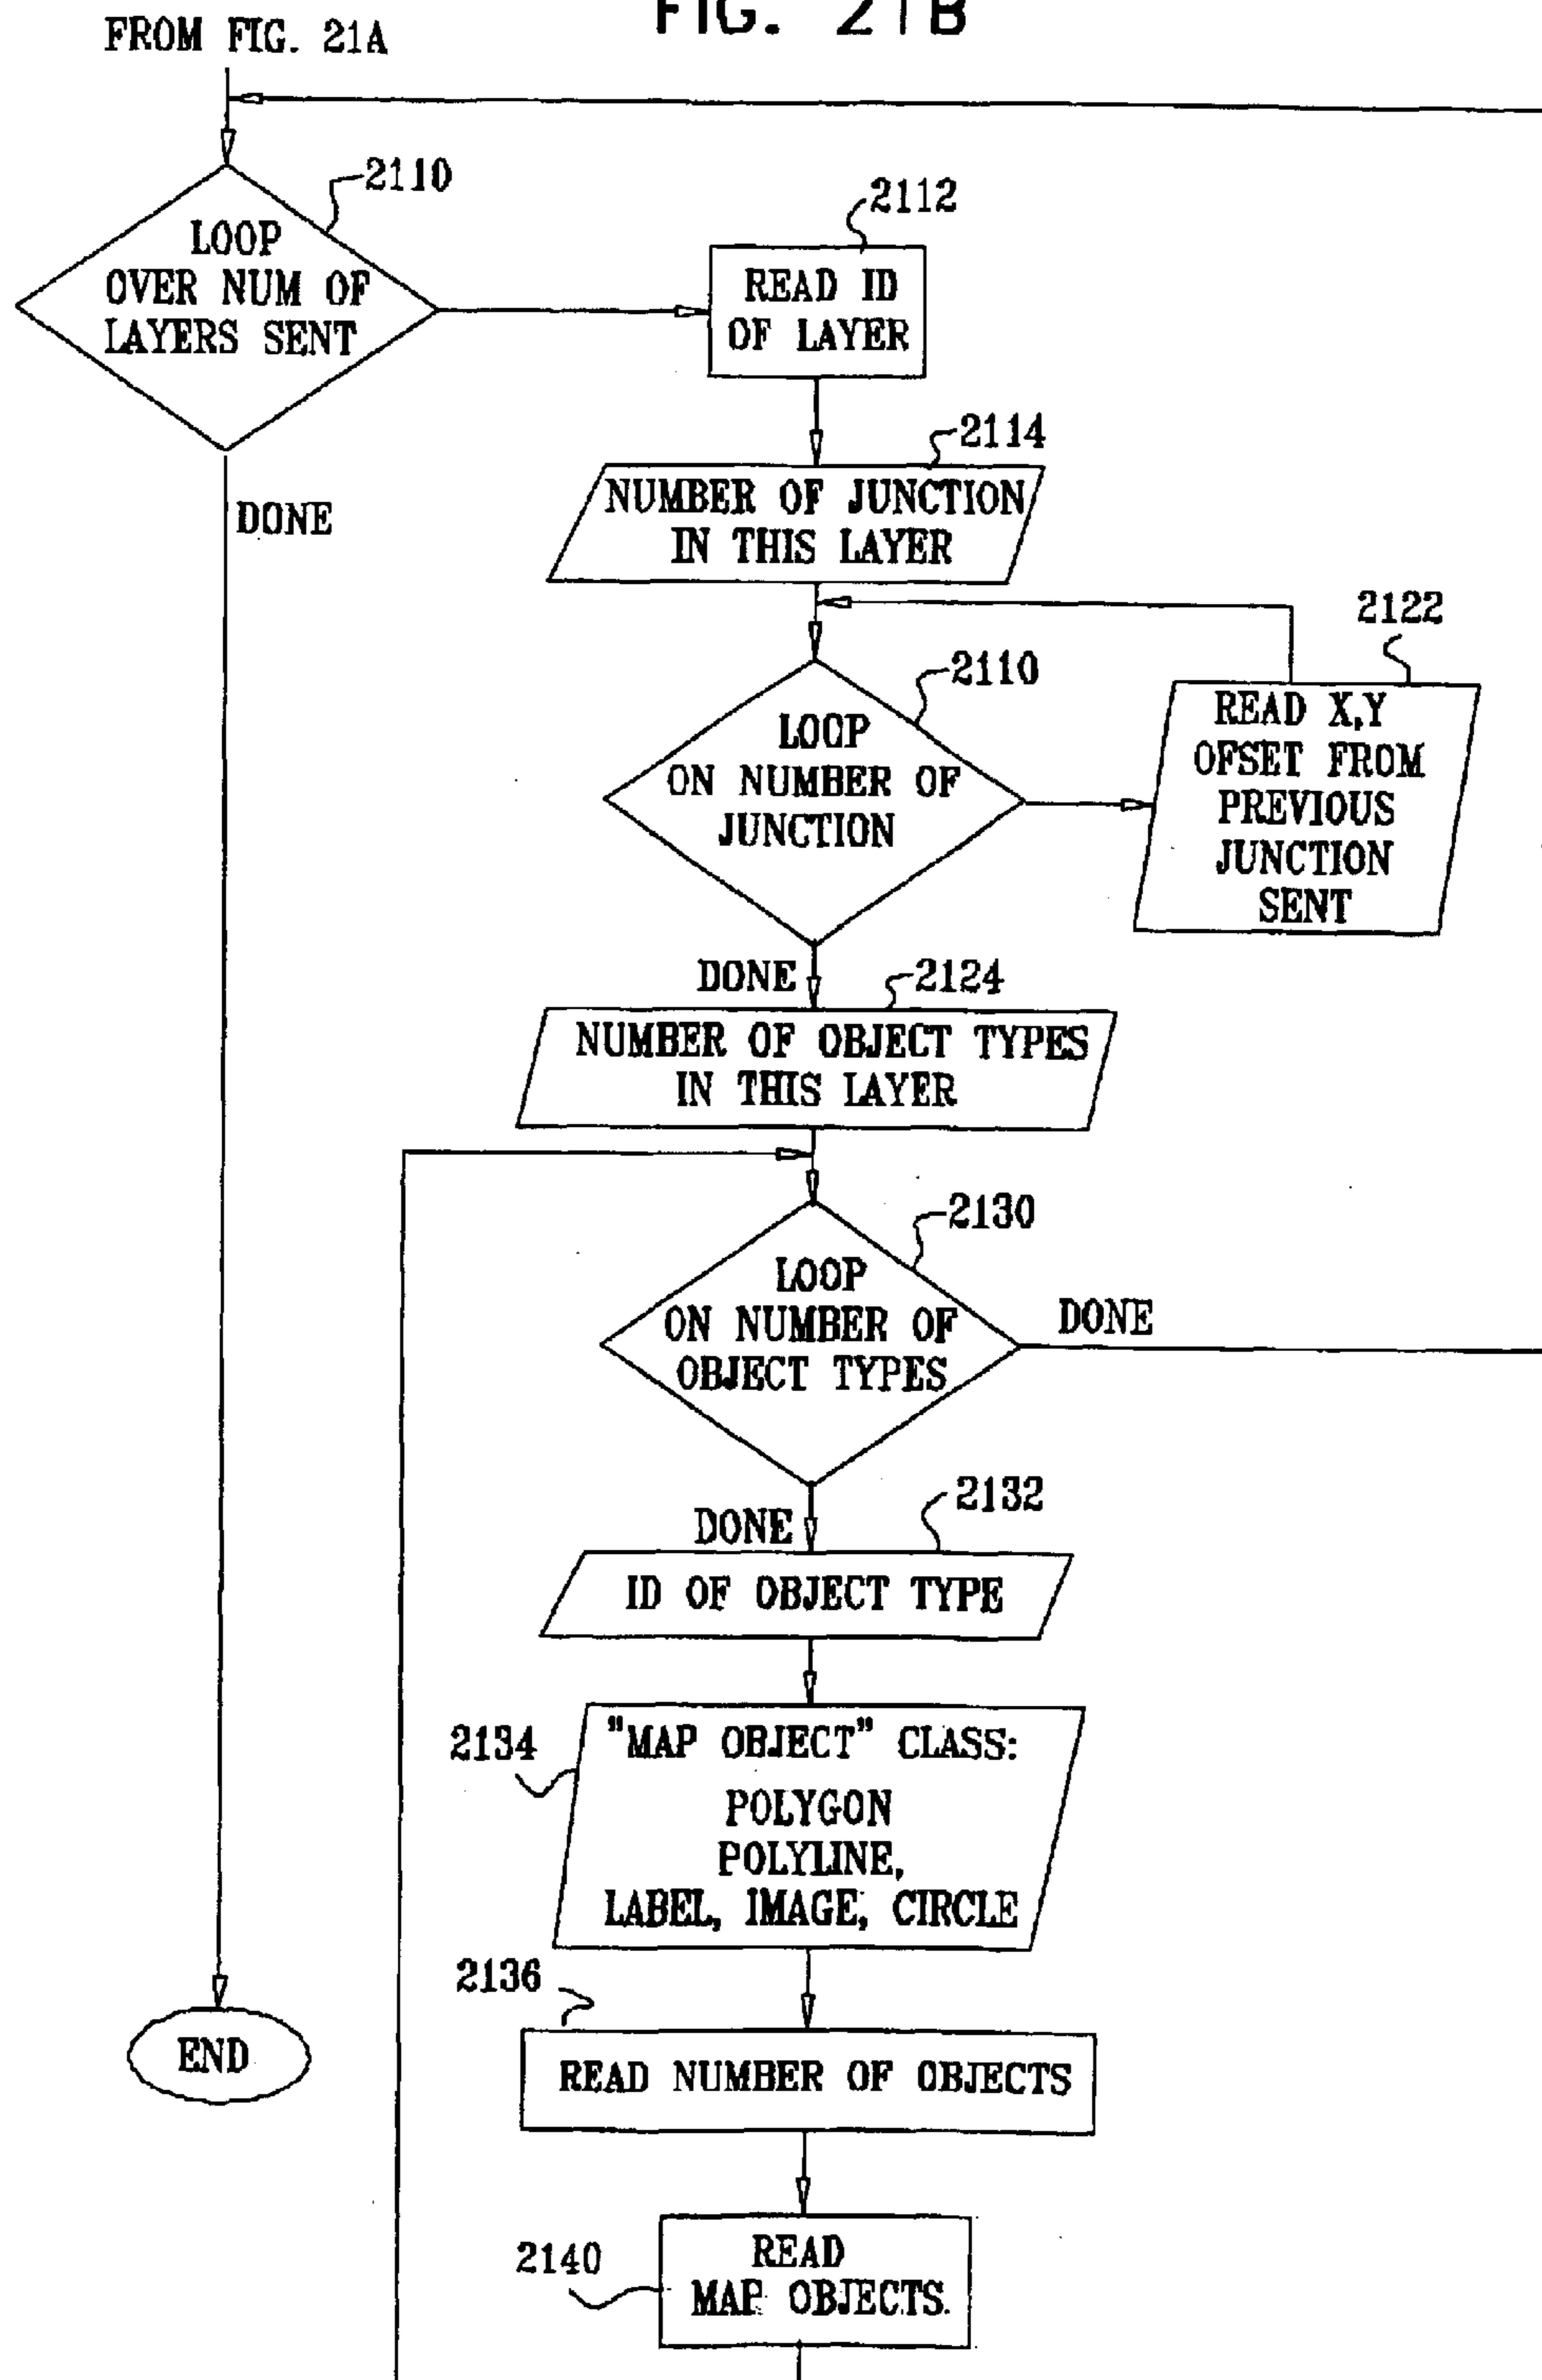 FIG. 21B
FROM FIG. 21A
2110
LOOP
OVER NUM OF
LAYERS SENT
DONE
2112
READ ID
OF LAYER
2114
NUMBER OF JUNCTION
IN THIS LAYER
2110
LOOP
ON NUMBER OF
JUNCTION
2122
READ X,Y
OFSET FROM
PREVIOUS
JUNCTION
SENT
DONE
2124
NUMBER OF OBJECT TYPES
IN THIS LAYER
2130
LOOP
ON NUMBER OF
OBJECT TYPES
DONE
DONE
2132
ID OF OBJECT TYPE
2134
"MAP OBJECT" CLASS:
POLYGON
POLYLINE,
LABEL, IMAGE, CIRCLE
2136
READ NUMBER OF OBJECTS
END
2140
READ
MAP OBJECTS.